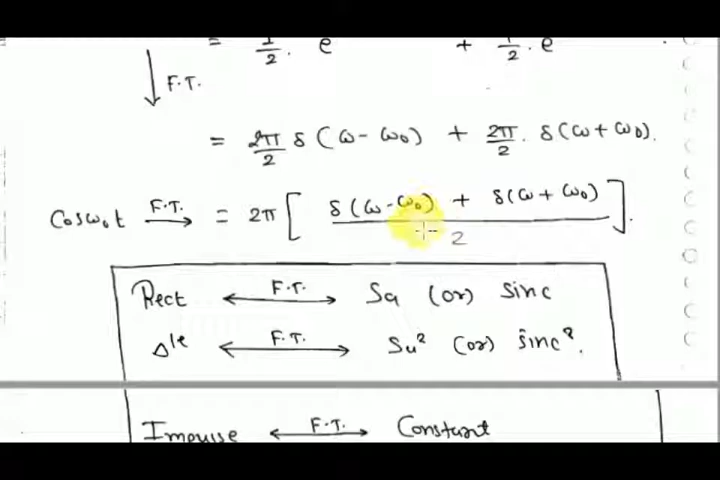 = 1/2 . e + 1/2 . e
↓ F.T.
= 2π/2 δ(ω - ω₀) + 2π/2 . δ(ω + ω₀).
Cosω₀t F.T. → = 2π [ δ(ω - ω₀) + δ(ω + ω₀) / 2 ].
Rect ←F.T.→ Sa (or) Sinc
Δle ←F.T.→ Sa² (or) Sinc².
Impulse ←F.T.→ Constant